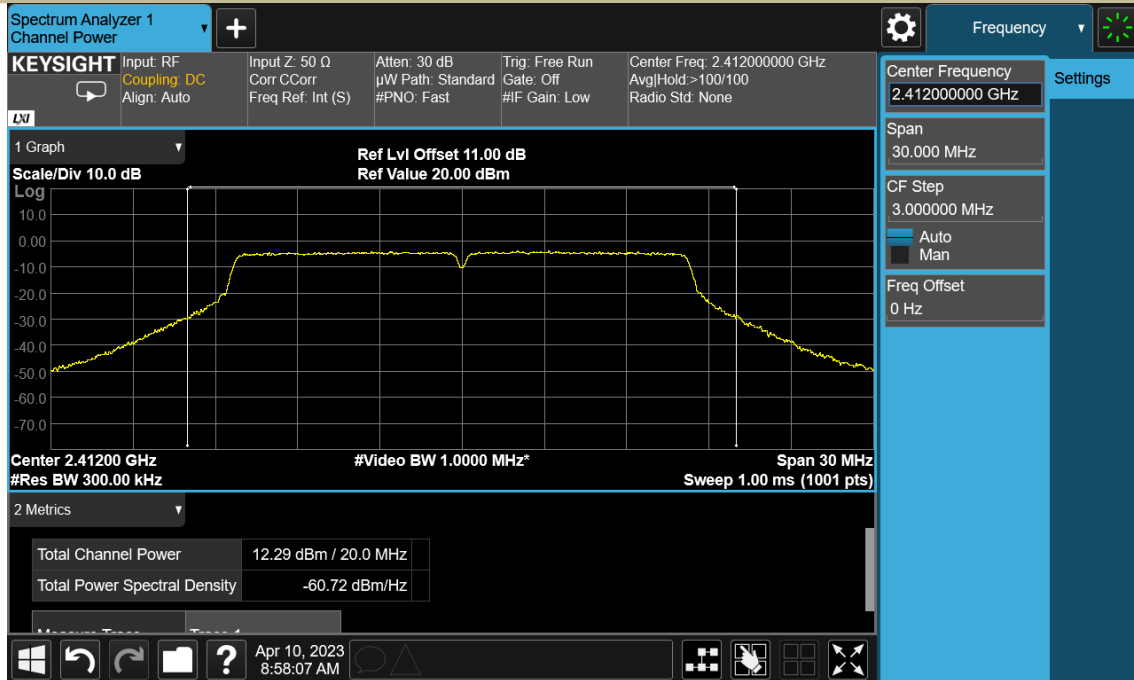 Spectrum Analyzer 1
Channel Power
Frequency
KEYSIGHT
Input: RF
Coupling: DC
Align: Auto
Input Z: 50 Ω
Corr CCorr
Freq Ref: Int (S)
Atten: 30 dB
µW Path: Standard
#PNO: Fast
Trig: Free Run
Gate: Off
#IF Gain: Low
Center Freq: 2.412000000 GHz
Avg|Hold:>100/100
Radio Std: None
LXI
Center Frequency
2.412000000 GHz
Settings
Span
30.000 MHz
CF Step
3.000000 MHz
Auto
Man
Freq Offset
0 Hz
1 Graph
Ref Lvl Offset 11.00 dB
Scale/Div 10.0 dB
Ref Value 20.00 dBm
Log
10.0
0.00
-10.0
-20.0
-30.0
-40.0
-50.0
-60.0
-70.0
Center 2.41200 GHz
#Video BW 1.0000 MHz*
Span 30 MHz
#Res BW 300.00 kHz
Sweep 1.00 ms (1001 pts)
2 Metrics
Total Channel Power
12.29 dBm / 20.0 MHz
Total Power Spectral Density
-60.72 dBm/Hz
Measure Trace
Trace 1
?
Apr 10, 2023
8:58:07 AM